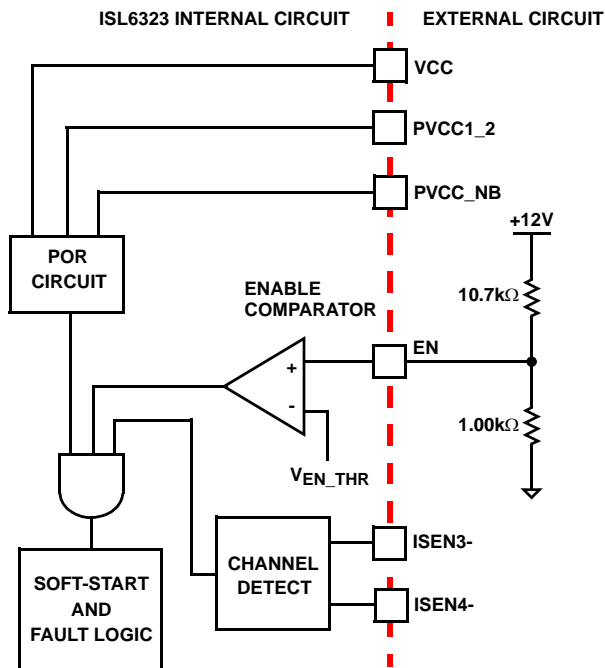 ISL6323 INTERNAL CIRCUIT
EXTERNAL CIRCUIT
VCC
PVCC1_2
PVCC_NB
+12V
POR
CIRCUIT
10.7kΩ
ENABLE
COMPARATOR
EN
+
-
1.00kΩ
VEN_THR
ISEN3-
CHANNEL
DETECT
ISEN4-
SOFT-START
AND
FAULT LOGIC